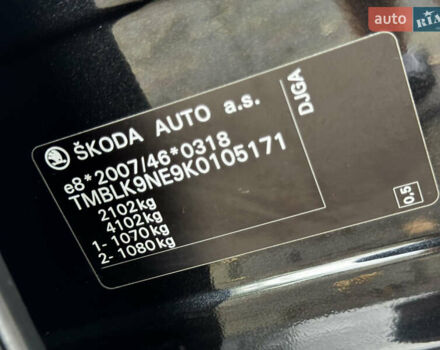 auto RIA
ŠKODA AUTO a.s.
e8*2007/46*0318
TMBLK9NE9K0105171
2102kg
4102kg
1- 1070kg
2- 1080kg
DJGA
0.5